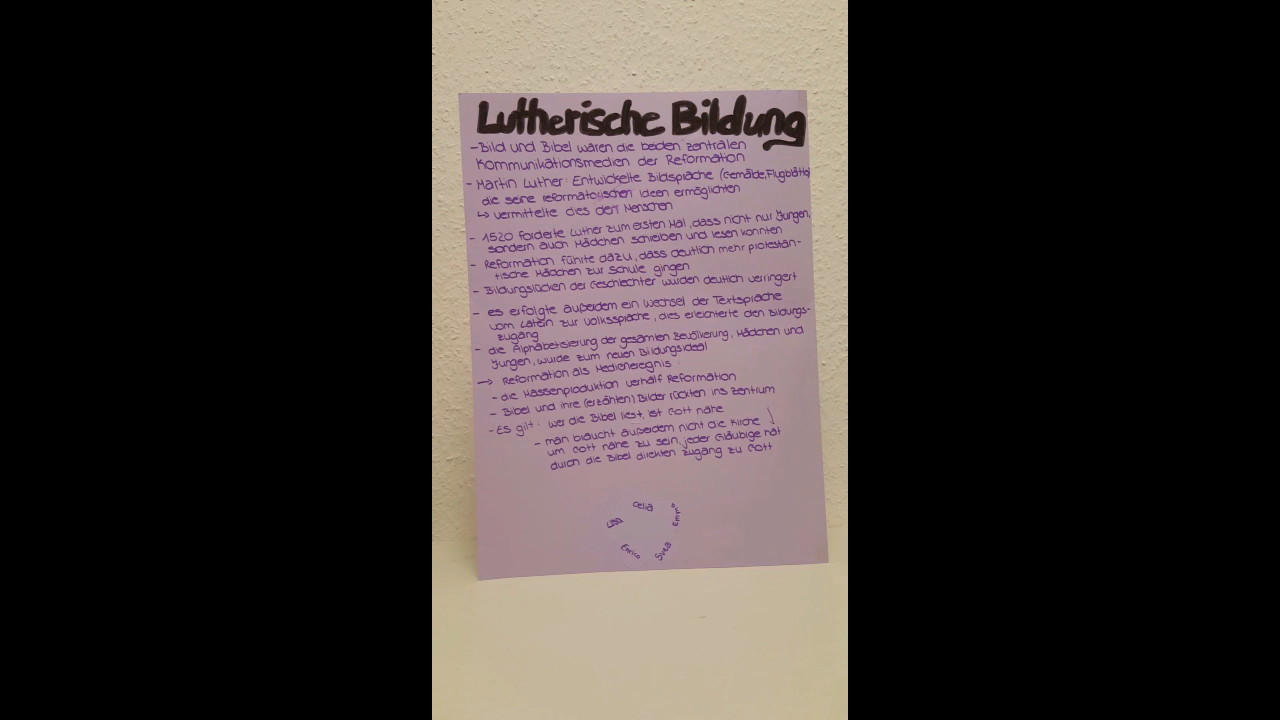 Lutherische Bildung
- Bild und Bibel waren die beiden zentralen
Kommunikationsmedien der Reformation
- Martin Luther: Entwickelte Bildsprache (Gemälde, Flugblätter)
die seine reformatorischen Ideen ermöglichten
↳ vermittelte dies den Menschen
- 1520 forderte Luther zum ersten Mal, dass nicht nur Jungen,
sondern auch Mädchen schreiben und lesen konnten
- Reformation führte dazu, dass deutlich mehr protestan-
tische Mädchen zur Schule gingen
- Bildungslücken der Geschlechter wurden deutlich verringert
- es erfolgte außerdem ein Wechsel der Textsprache
vom Latein zur Volkssprache, dies erleichterte den Bildungs-
zugang
- die Alphabetisierung der gesamten Bevölkerung, Mädchen und
Jungen, wurde zum neuen Bildungsideal
→ Reformation als Medienereignis:
- die Massenproduktion verhalf Reformation
- Bibel und ihre (erzählten) Bilder rückten ins Zentrum
- Es gilt: wer die Bibel liest, ist Gott nahe
- man braucht außerdem nicht die Kirche
um Gott nahe zu sein, jeder Gläubige hat
durch die Bibel direkten Zugang zu Gott
Celia
Emma
Svea
Enrico
Lisa